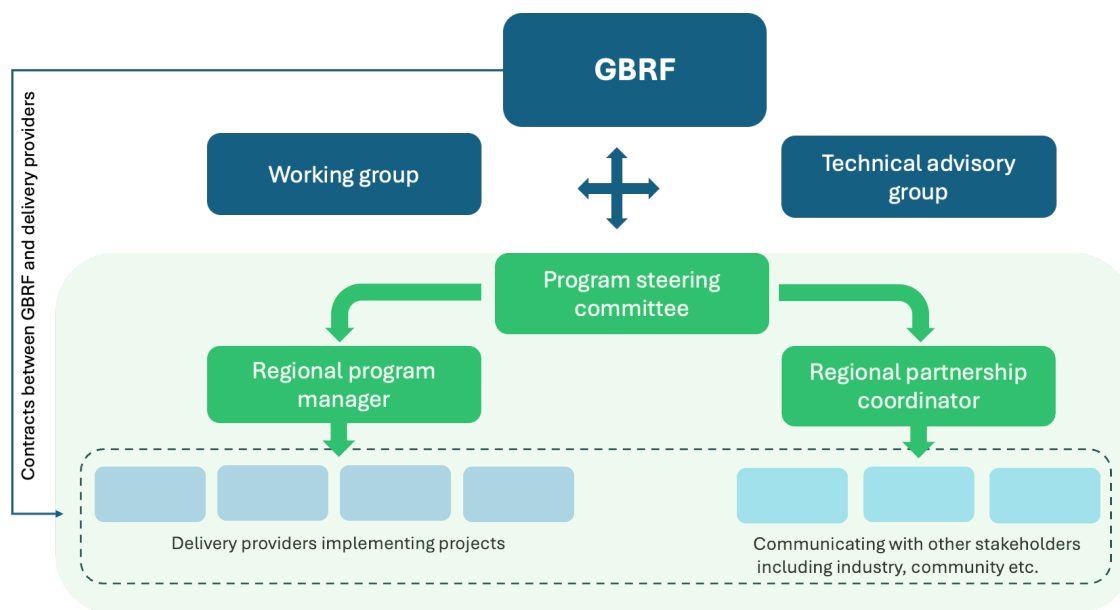 GBRF
Contracts between GBRF and delivery providers
Working group
Technical advisory
group
Program steering
committee
Regional program
manager
Regional partnership
coordinator
Delivery providers implementing projects
Communicating with other stakeholders
including industry, community etc.